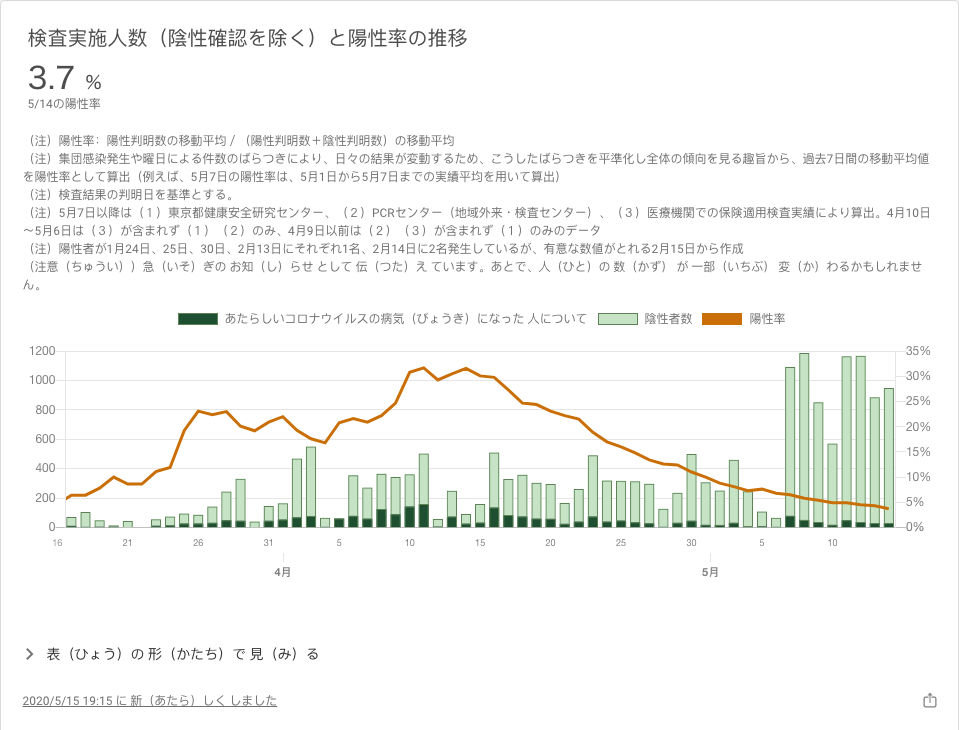 検査実施人数（陰性確認を除く）と陽性率の推移
3.7 %
5/14の陽性率
（注）陽性率：陽性判明数の移動平均 / （陽性判明数＋陰性判明数）の移動平均
（注）集団感染発生や曜日による件数のばらつきにより、日々の結果が変動するため、こうしたばらつきを平準化し全体の傾向を見る趣旨から、過去7日間の移動平均値
を陽性率として算出（例えば、5月7日の陽性率は、5月1日から5月7日までの実績平均を用いて算出）
（注）検査結果の判明日を基準とする。
（注）5月7日以降は（１）東京都健康安全研究センター、（２）PCRセンター（地域外来・検査センター）、（３）医療機関での保険適用検査実績により算出。4月10日
～5月6日は（３）が含まれず（１）（２）のみ、4月9日以前は（２）（３）が含まれず（１）のみのデータ
（注）陽性者が1月24日、25日、30日、2月13日にそれぞれ1名、2月14日に2名発生しているが、有意な数値がとれる2月15日から作成
（注意（ちゅうい））急（いそ）ぎの お知（し）らせ として 伝（つた）え ています。あとで、人（ひと）の 数（かず） が 一部（いちぶ） 変（か）わるかもしれませ
ん。
あたらしいコロナウイルスの病気（びょうき）になった 人について 陰性者数 陽性率
1200 35%
30%
1000
25%
800
20%
600
15%
400
10%
200
5%
0 0%
16 21 26 31 5 10 15 20 25 30 5 10
4月 5月
表（ひょう）の 形（かたち）で 見（み）る
2020/5/15 19:15 に 新（あたら）しく しました